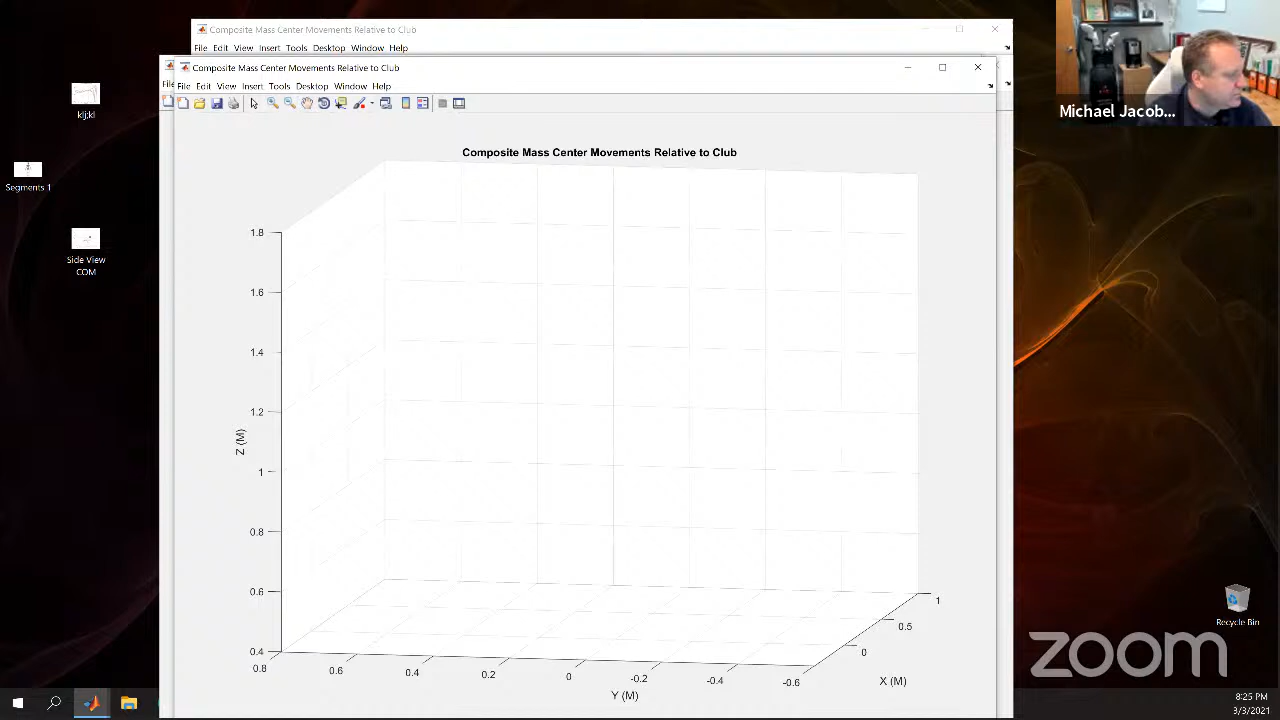 Composite Mass Center Movements Relative to Club
File Edit View Insert Tools Desktop Window Help
Composite Mass Center Movements Relative to Club
File Edit View Insert Tools Desktop Window Help
Michael Jacob...
klj;kl
Segments 1
Side View
COM
Composite Mass Center Movements Relative to Club
1.8
1.6
1.4
1.2
1
0.8
0.6
0.4
Z (M)
0.8
0.6
0.4
0.2
0
-0.2
-0.4
-0.6
Y (M)
1
0.5
0
X (M)
Recycle Bin
zoom
8:25 PM
3/3/2021